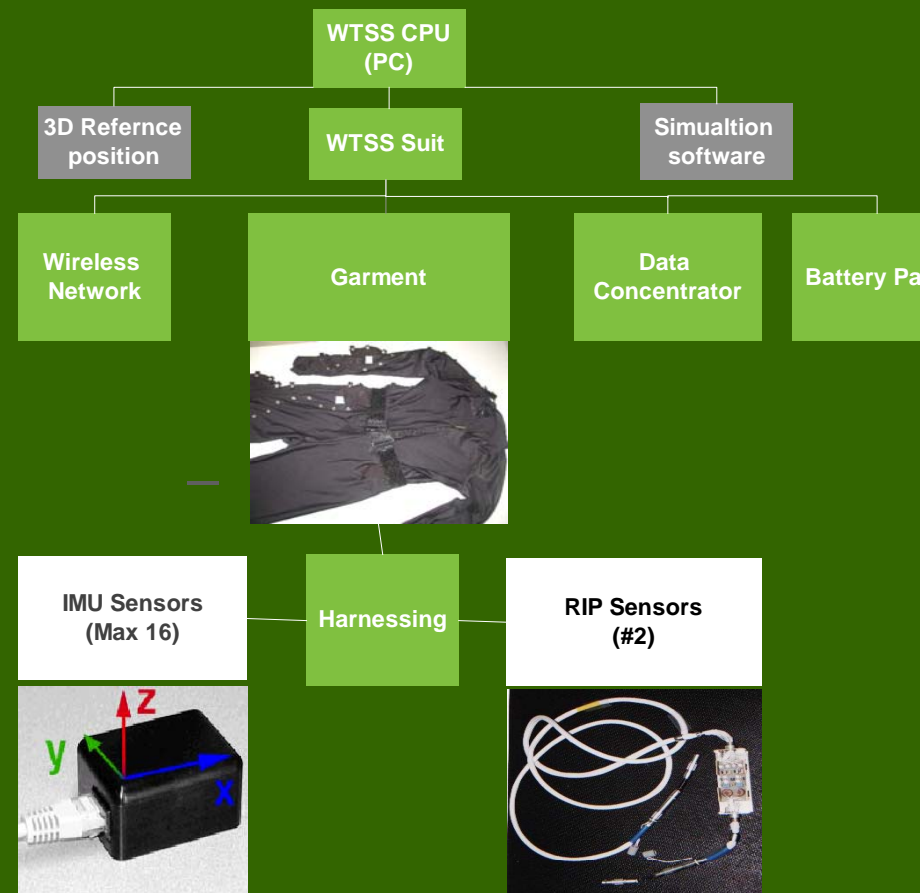 WTSS CPU
(PC)
3D Refernce
position
WTSS Suit
Simualtion
software
Wireless
Network
Garment
Data
Concentrator
Battery Pa
IMU Sensors
(Max 16)
Harnessing
RIP Sensors
(#2)
z
y
x